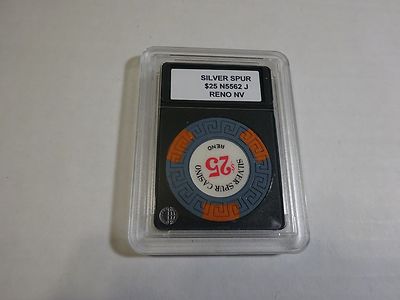 SILVER SPUR
$25 N5562 J
RENO NV
RENO
$25
SILVER SPUR CASINO